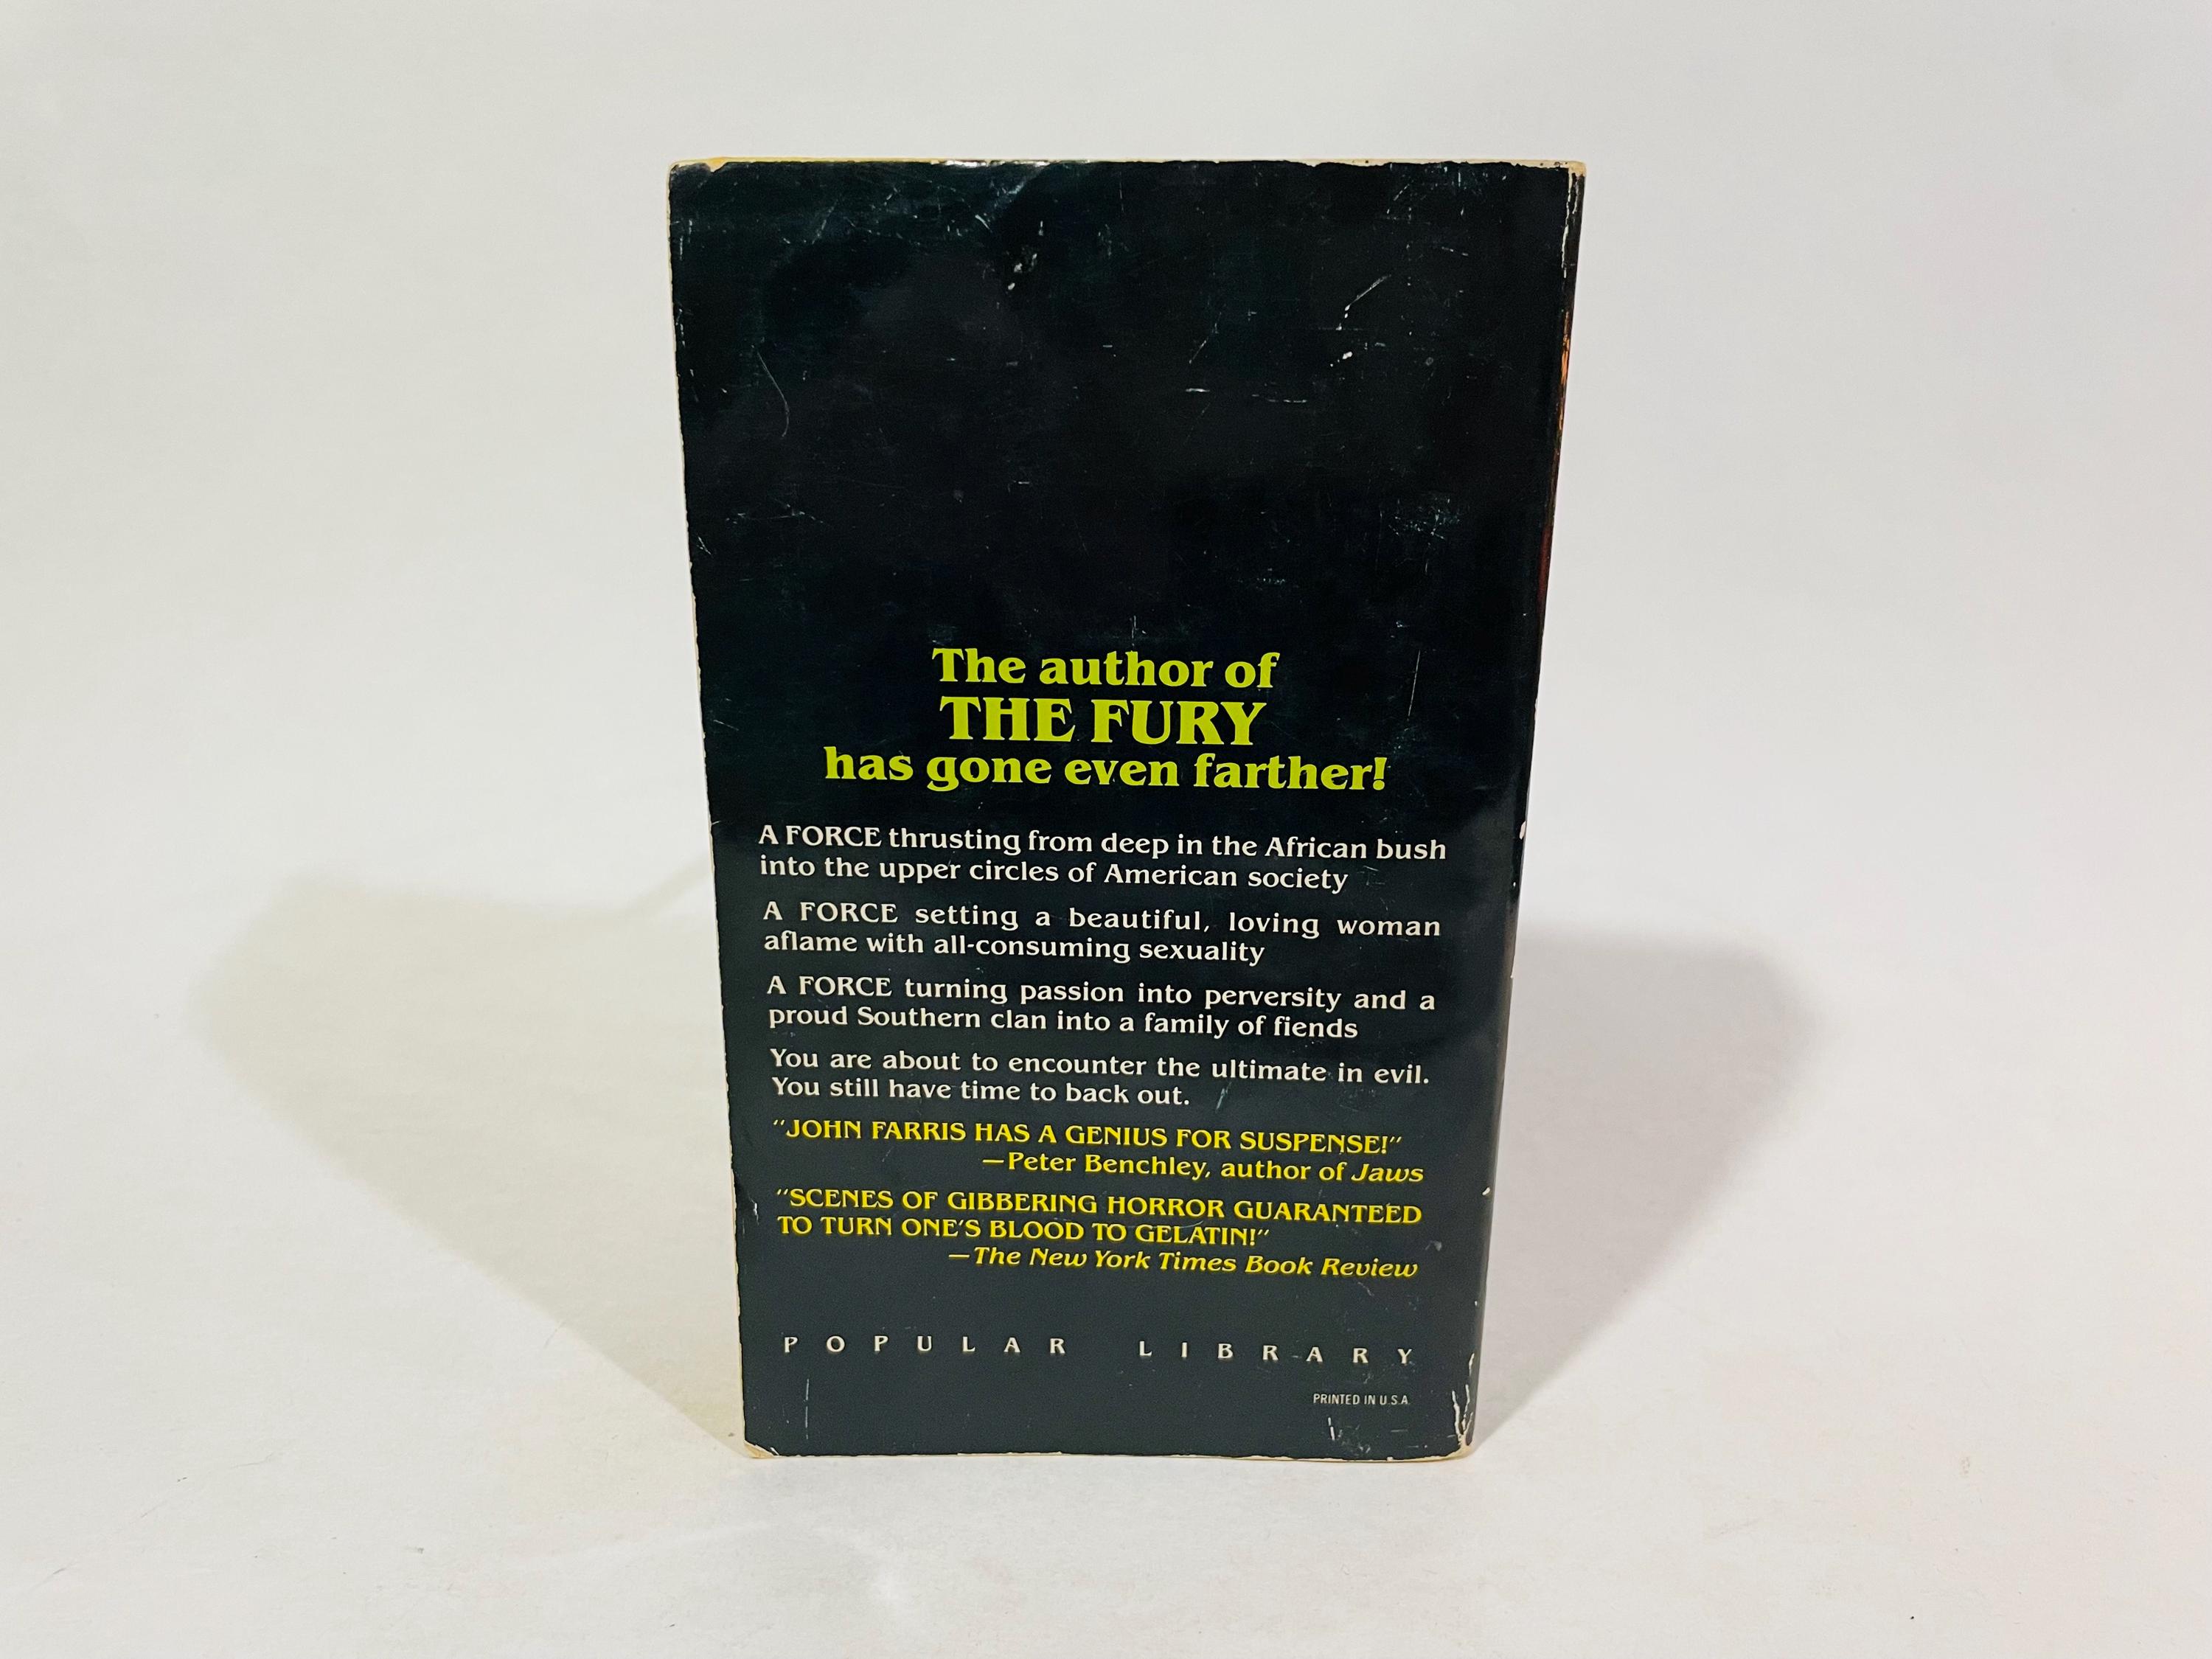 The author of
THE FURY
has gone even farther!
A FORCE thrusting from deep in the African bush
into the upper circles of American society
A FORCE setting a beautiful, loving woman
aflame with all-consuming sexuality
A FORCE turning passion into perversity and a
proud Southern clan into a family of fiends
You are about to encounter the ultimate in evil.
You still have time to back out.
"JOHN FARRIS HAS A GENIUS FOR SUSPENSE!"
—Peter Benchley, author of Jaws
"SCENES OF GIBBERING HORROR GUARANTEED
TO TURN ONE'S BLOOD TO GELATIN!"
—The New York Times Book Review
POPULAR LIBRARY
PRINTED IN U.S.A.